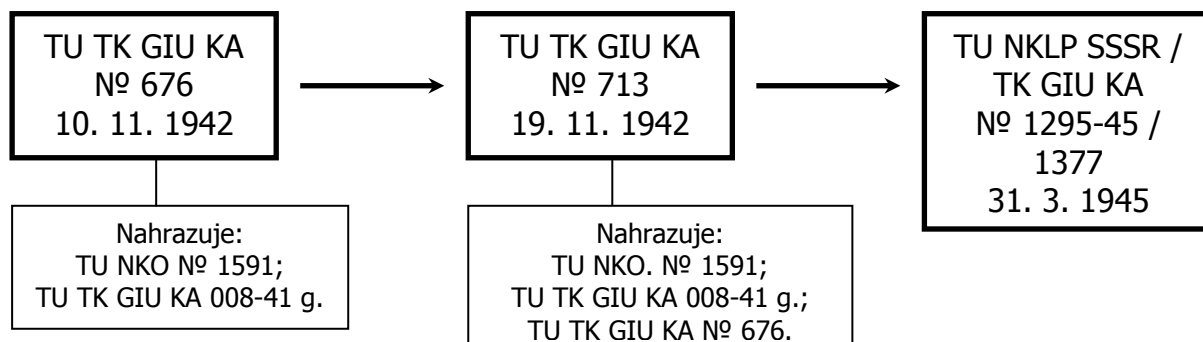 TU TK GIU KA
№ 676
10. 11. 1942
TU TK GIU KA
№ 713
19. 11. 1942
TU NKLP SSSR /
TK GIU KA
№ 1295-45 /
1377
31. 3. 1945
Nahrazuje:
TU NKO № 1591;
TU TK GIU KA 008-41 g.
Nahrazuje:
TU NKO. № 1591;
TU TK GIU KA 008-41 g.;
TU TK GIU KA № 676.